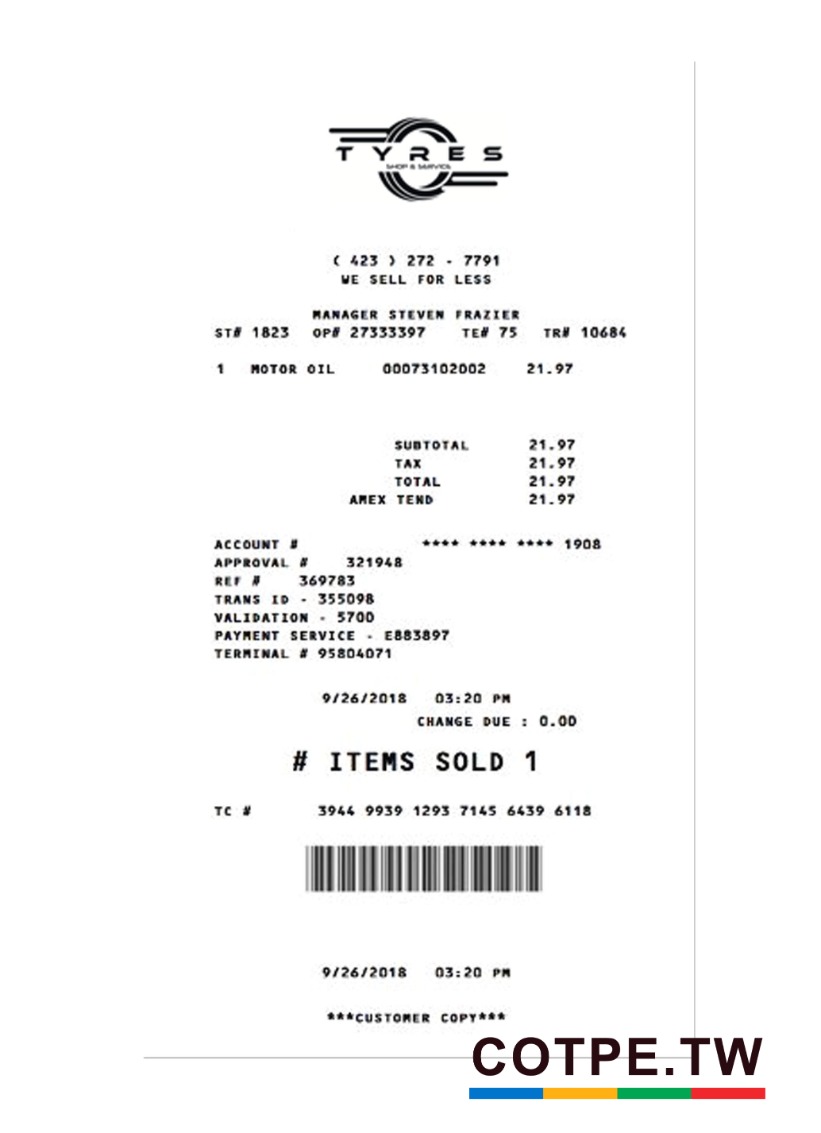 TYRES
SHOP & SERVICE
( 423 ) 272 - 7791
WE SELL FOR LESS
MANAGER STEVEN FRAZIER
ST# 1823 OP# 27333397 TE# 75 TR# 10684
1 MOTOR OIL 00073102002 21.97
SUBTOTAL 21.97
TAX 21.97
TOTAL 21.97
AMEX TEND 21.97
ACCOUNT # **** **** **** 1908
APPROVAL # 321948
REF # 369783
TRANS ID - 355098
VALIDATION - 5700
PAYMENT SERVICE - E883897
TERMINAL # 95804071
9/26/2018 03:20 PM
CHANGE DUE : 0.00
# ITEMS SOLD 1
TC # 3944 9939 1293 7145 6439 6118
9/26/2018 03:20 PM
***CUSTOMER COPY***
COTPE.TW